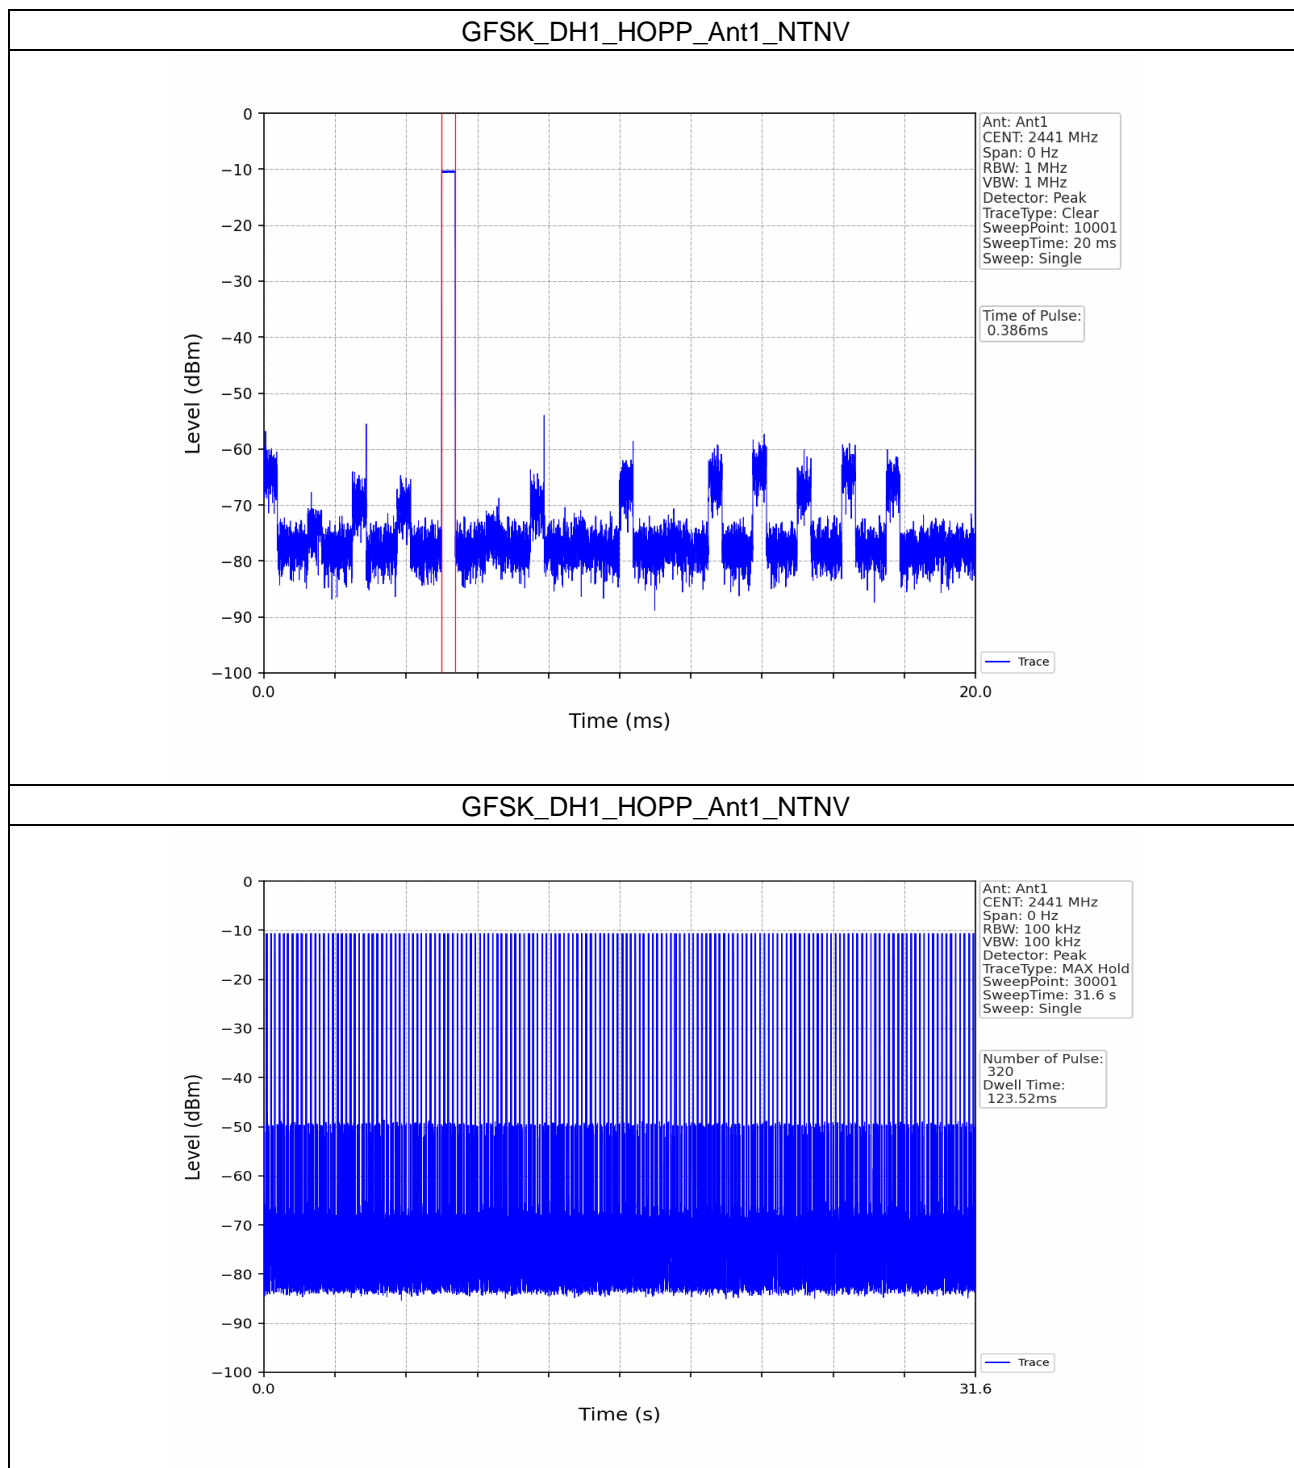 GFSK_DH1_HOPP_Ant1_NTNV
0
−10
−20
−30
−40
−50
−60
−70
−80
−90
−100
Level (dBm)
0.0
20.0
Time (ms)
Ant: Ant1
CENT: 2441 MHz
Span: 0 Hz
RBW: 1 MHz
VBW: 1 MHz
Detector: Peak
TraceType: Clear
SweepPoint: 10001
SweepTime: 20 ms
Sweep: Single
Time of Pulse:
0.386ms
Trace
GFSK_DH1_HOPP_Ant1_NTNV
0
−10
−20
−30
−40
−50
−60
−70
−80
−90
−100
Level (dBm)
0.0
31.6
Time (s)
Ant: Ant1
CENT: 2441 MHz
Span: 0 Hz
RBW: 100 kHz
VBW: 100 kHz
Detector: Peak
TraceType: MAX Hold
SweepPoint: 30001
SweepTime: 31.6 s
Sweep: Single
Number of Pulse:
320
Dwell Time:
123.52ms
Trace